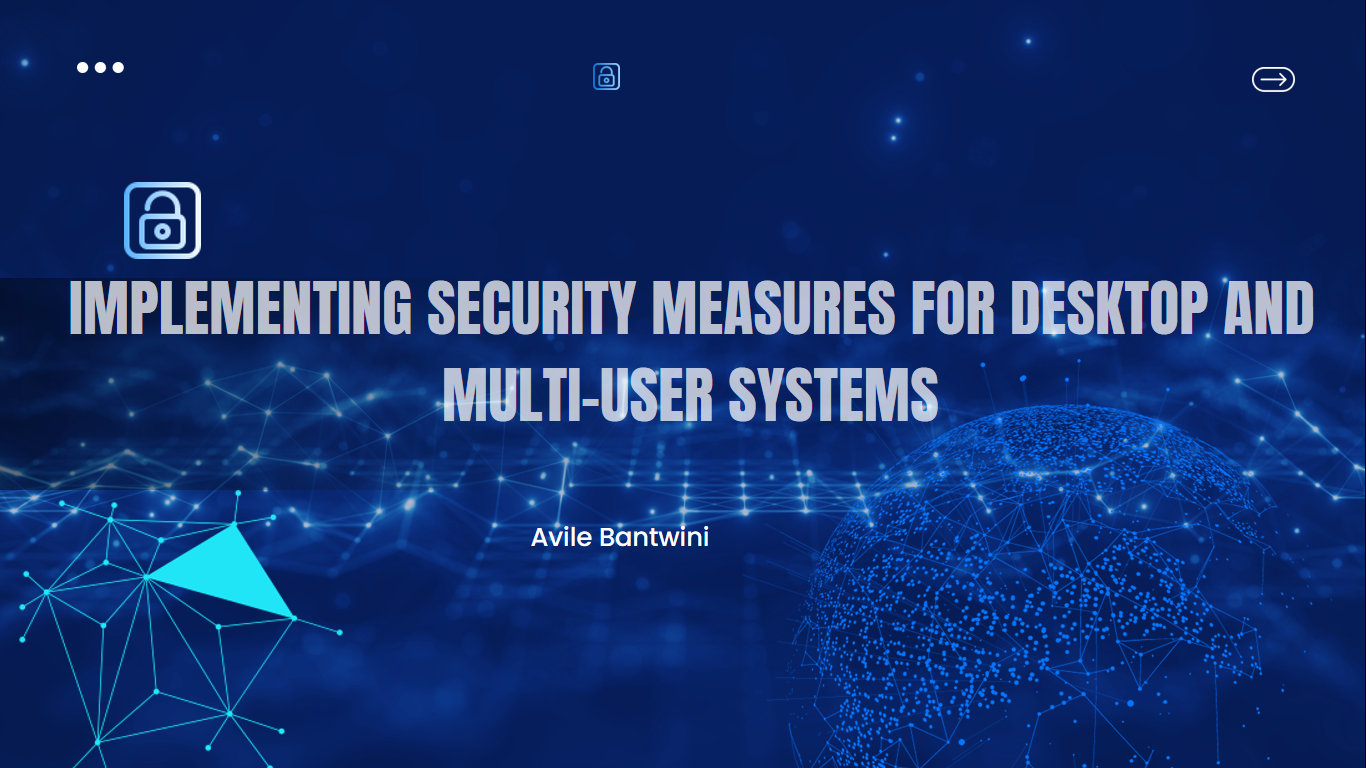 IMPLEMENTING SECURITY MEASURES FOR DESKTOP AND
MULTI-USER SYSTEMS
Avile Bantwini